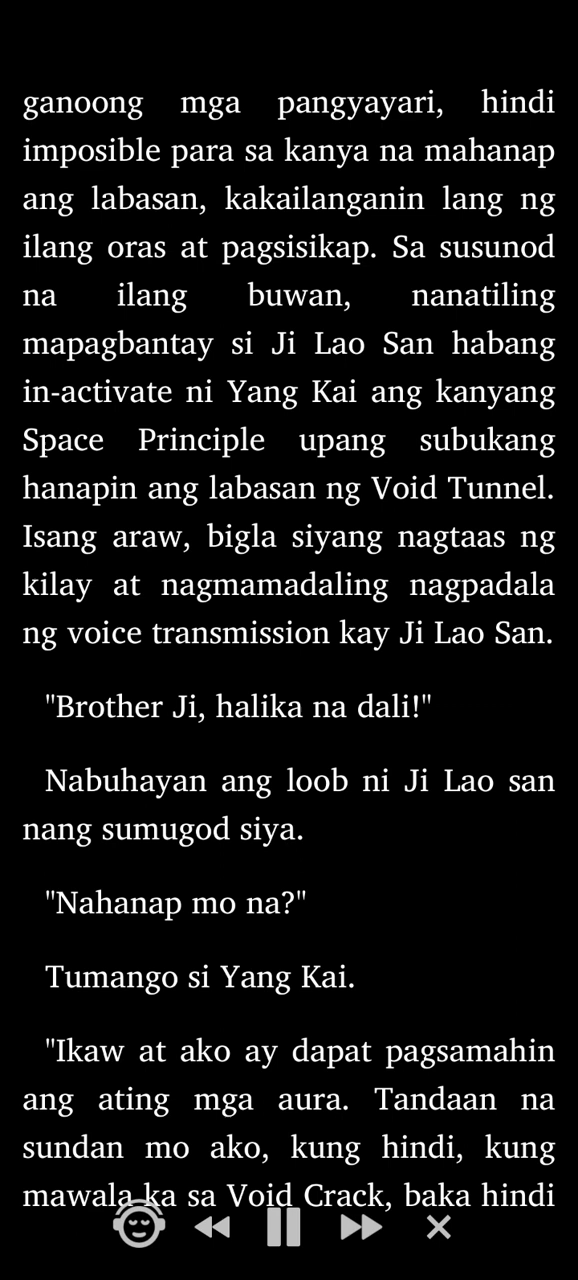 ganoong mga pangyayari, hindi
imposible para sa kanya na mahanap
ang labasan, kakailanganin lang ng
ilang oras at pagsisikap. Sa susunod
na ilang buwan, nanatiling
mapagbantay si Ji Lao San habang
in-activate ni Yang Kai ang kanyang
Space Principle upang subukang
hanapin ang labasan ng Void Tunnel.
Isang araw, bigla siyang nagtaas ng
kilay at nagmamadaling nagpadala
ng voice transmission kay Ji Lao San.
"Brother Ji, halika na dali!"
Nabuhayan ang loob ni Ji Lao san
nang sumugod siya.
"Nahanap mo na?"
Tumango si Yang Kai.
"Ikaw at ako ay dapat pagsamahin
ang ating mga aura. Tandaan na
sundan mo ako, kung hindi, kung
mawala ka sa Void Crack, baka hindi